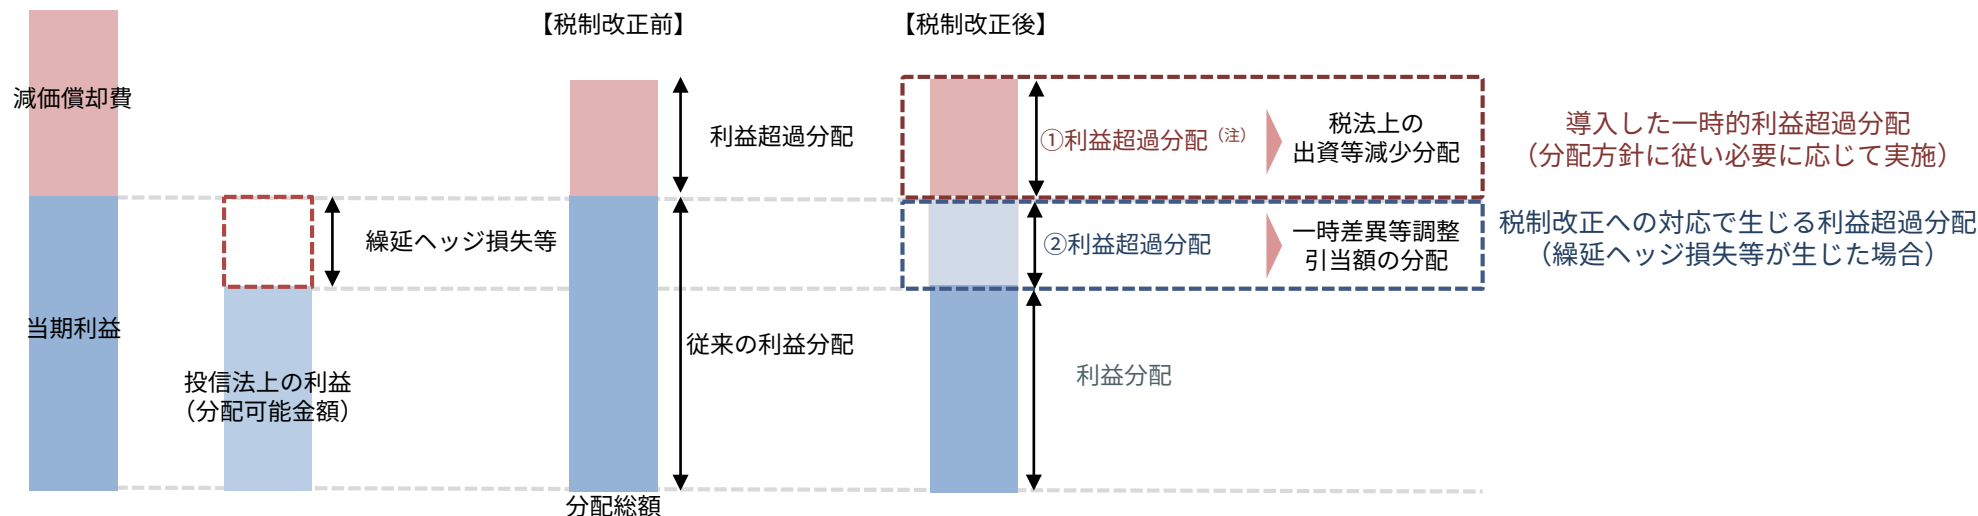 【税制改正前】
【税制改正後】
減価償却費
利益超過分配
①利益超過分配（注）
税法上の
出資等減少分配
導入した一時的利益超過分配
（分配方針に従い必要に応じて実施）
繰延ヘッジ損失等
②利益超過分配
一時差異等調整
引当額の分配
税制改正への対応で生じる利益超過分配
（繰延ヘッジ損失等が生じた場合）
当期利益
投信法上の利益
（分配可能金額）
従来の利益分配
利益分配
分配総額